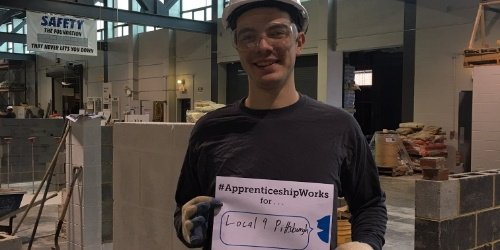 SAFETY
THE FOUNDATION
THAT NEVER LETS YOU DOWN
#ApprenticeshipWorks
for...
Local 9 Pittsburgh